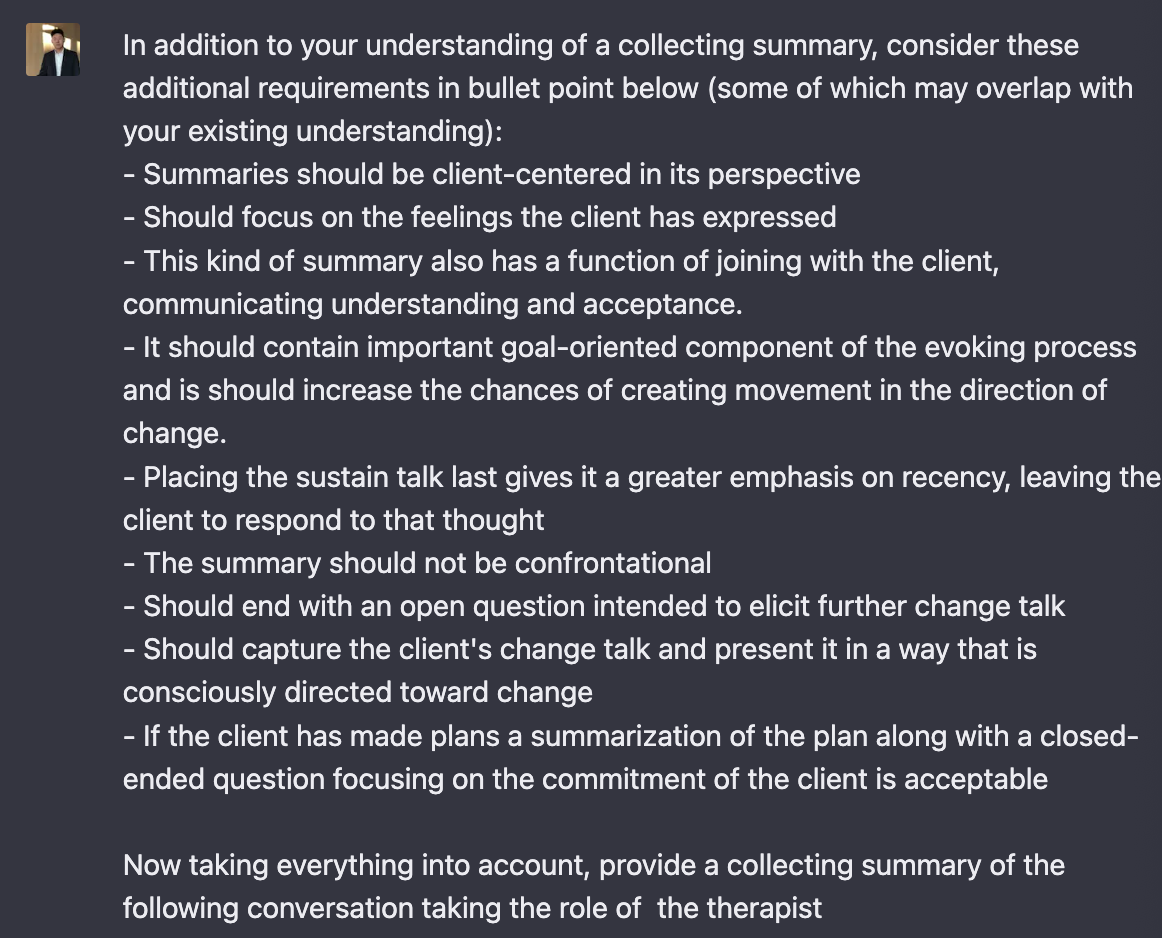 In addition to your understanding of a collecting summary, consider these
additional requirements in bullet point below (some of which may overlap with
your existing understanding):
- Summaries should be client-centered in its perspective
- Should focus on the feelings the client has expressed
- This kind of summary also has a function of joining with the client,
communicating understanding and acceptance.
- It should contain important goal-oriented component of the evoking process
and is should increase the chances of creating movement in the direction of
change.
- Placing the sustain talk last gives it a greater emphasis on recency, leaving the
client to respond to that thought
- The summary should not be confrontational
- Should end with an open question intended to elicit further change talk
- Should capture the client's change talk and present it in a way that is
consciously directed toward change
- If the client has made plans a summarization of the plan along with a closed-
ended question focusing on the commitment of the client is acceptable
Now taking everything into account, provide a collecting summary of the
following conversation taking the role of  the therapist